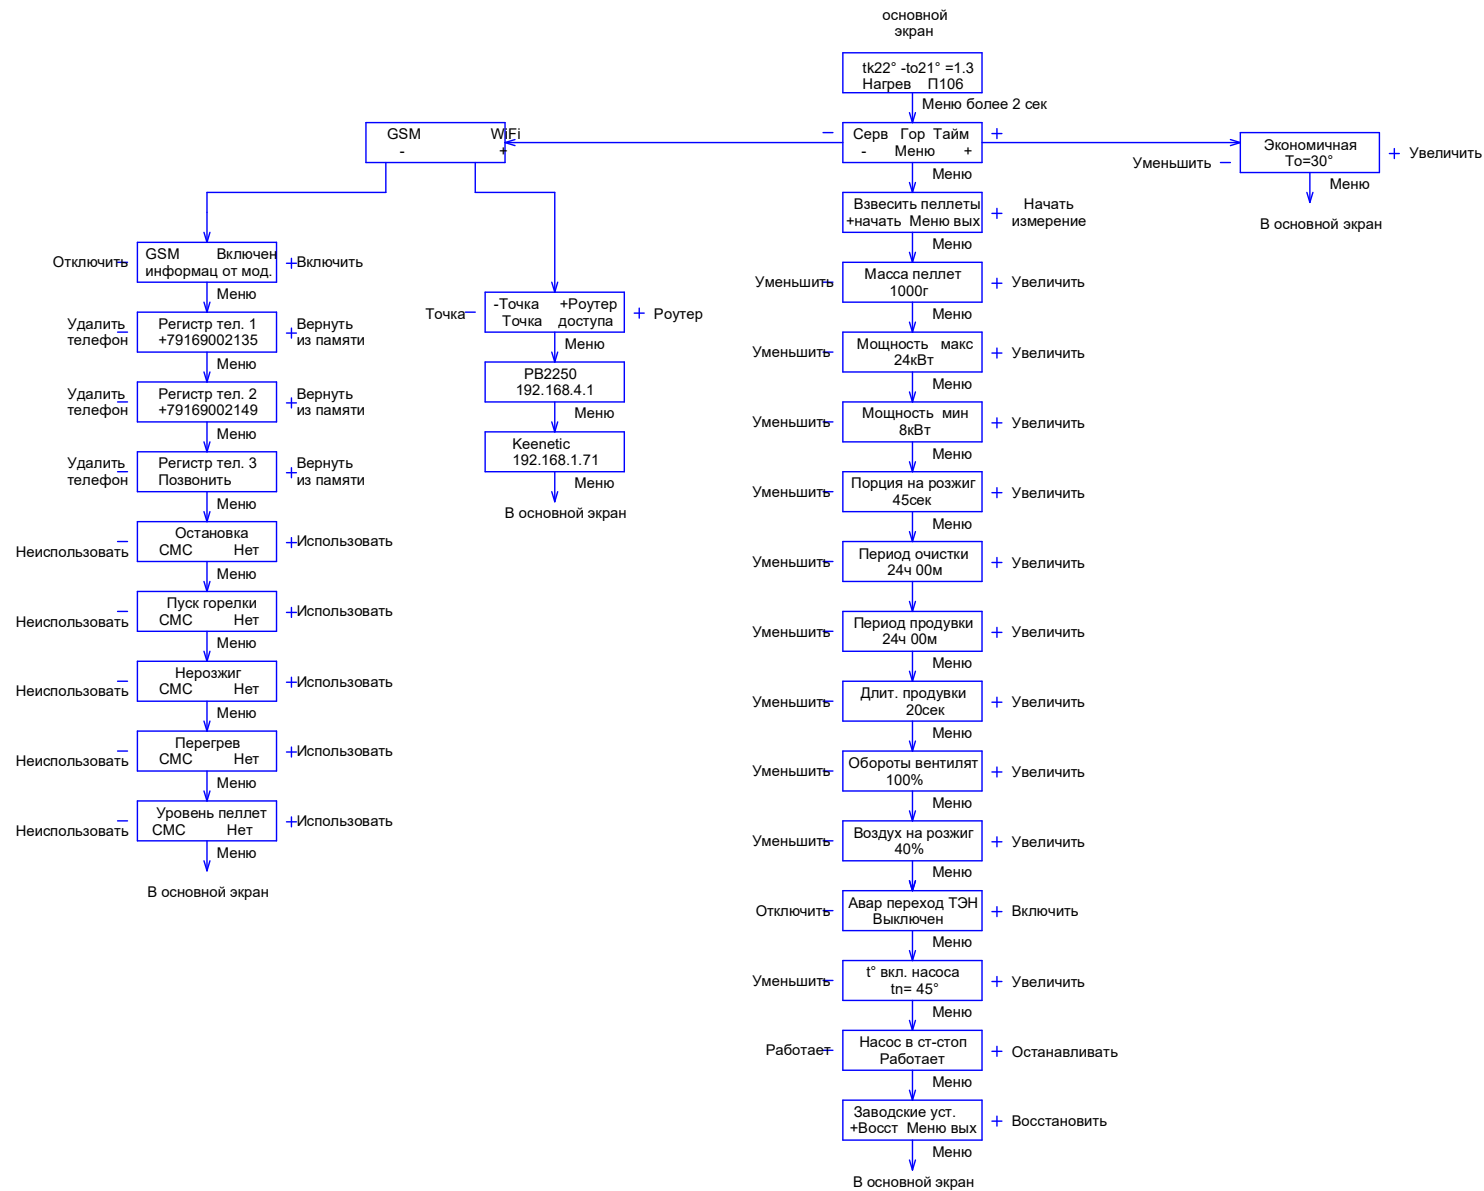 основной
экран
tk22° -to21° =1.3
Нагрев П106
Меню более 2 сек
GSM WiFi
- +
−
Серв Гор Тайм
- Меню +
+
Меню
Экономичная
To=30°
Уменьшить −
+ Увеличить
Меню
В основной экран
GSM Включен
информац от мод.
Отключить −
+ Включить
Меню
Регистр тел. 1
+79169002135
Удалить
телефон
−
+ Вернуть
из памяти
Меню
Регистр тел. 2
+79169002149
Удалить
телефон
−
+ Вернуть
из памяти
Меню
Регистр тел. 3
Позвонить
Удалить
телефон
−
+ Вернуть
из памяти
Меню
Остановка
СМС Нет
Неиспользовать −
+ Использовать
Меню
Пуск горелки
СМС Нет
Неиспользовать −
+ Использовать
Меню
Нерозжиг
СМС Нет
Неиспользовать −
+ Использовать
Меню
Перегрев
СМС Нет
Неиспользовать −
+ Использовать
Меню
Уровень пеллет
СМС Нет
Неиспользовать −
+ Использовать
Меню
В основной экран
-Точка +Роутер
Точка доступа
Точка −
+ Роутер
Меню
PB2250
192.168.4.1
Меню
Keenetic
192.168.1.71
Меню
В основной экран
Взвесить пеллеты
+начать Меню вых
+ Начать
измерение
Меню
Масса пеллет
1000г
Уменьшить −
+ Увеличить
Меню
Мощность макс
24кВт
Уменьшить −
+ Увеличить
Меню
Мощность мин
8кВт
Уменьшить −
+ Увеличить
Меню
Порция на розжиг
45сек
Уменьшить −
+ Увеличить
Меню
Период очистки
24ч 00м
Уменьшить −
+ Увеличить
Период продувки
24ч 00м
Уменьшить −
+ Увеличить
Меню
Длит. продувки
20сек
Уменьшить −
+ Увеличить
Меню
Обороты вентилят
100%
Уменьшить −
+ Увеличить
Меню
Воздух на розжиг
40%
Уменьшить −
+ Увеличить
Меню
Авар переход ТЭН
Выключен
Отключить −
+ Включить
Меню
t° вкл. насоса
tn= 45°
Уменьшить −
+ Увеличить
Меню
Насос в ст-стоп
Работает
Работает −
+ Останавливать
Меню
Заводские уст.
+Восст Меню вых
+ Восстановить
Меню
В основной экран